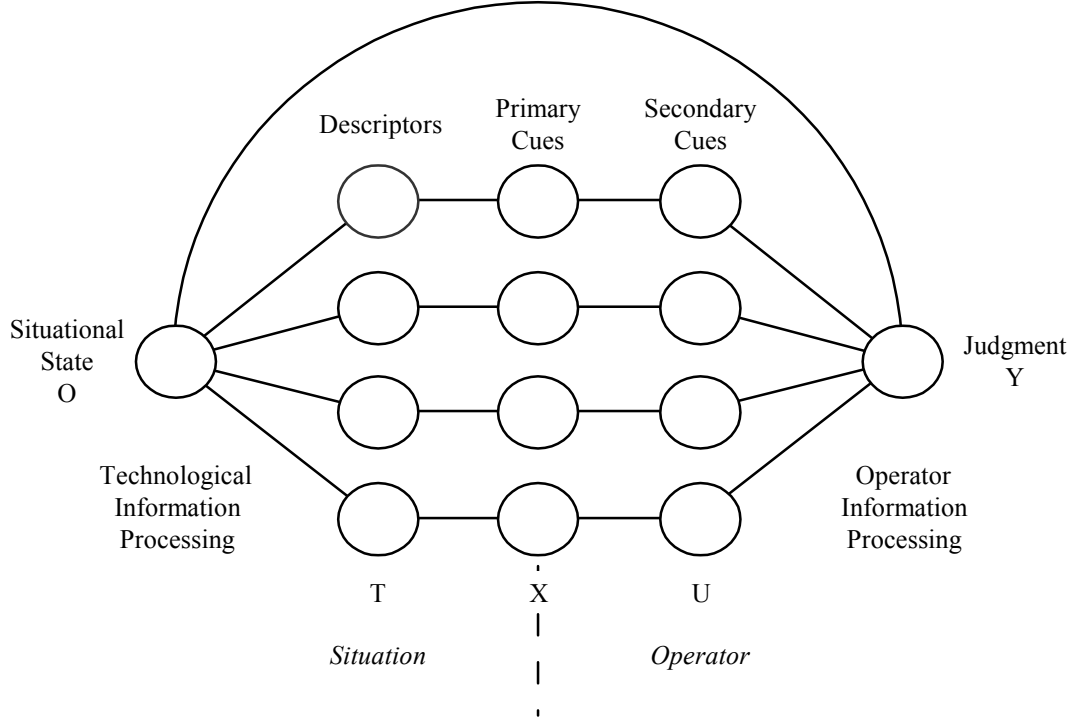 Descriptors
Primary
Cues
Secondary
Cues
Situational
State
O
Judgment
Y
Technological
Information
Processing
Operator
Information
Processing
T
X
U
Situation
Operator